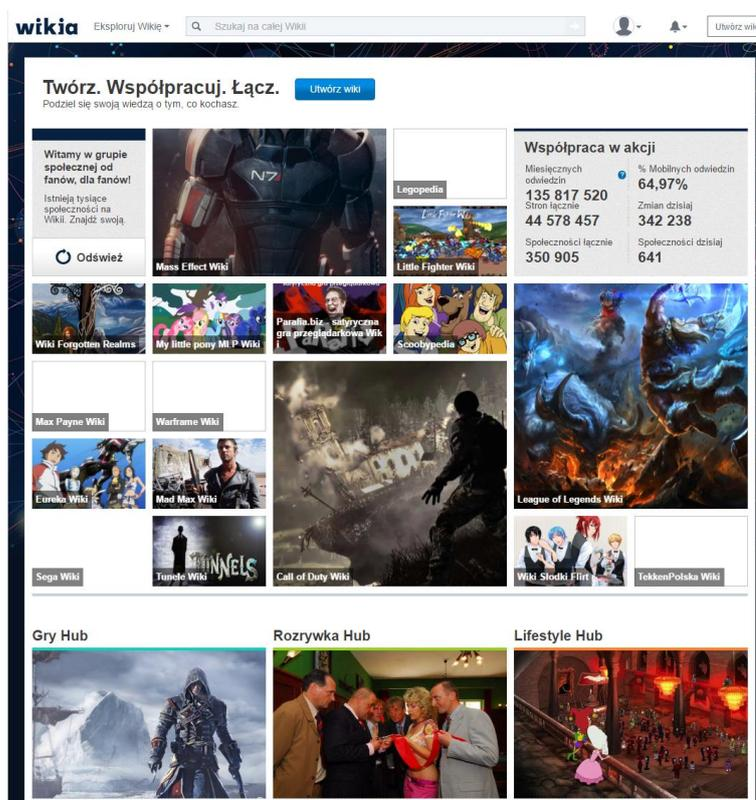 wikia
Eksploruj Wikię
Szukaj na całej Wikii
Utwórz wiki
Twórz. Współpracuj. Łącz.
Utwórz wiki
Podziel się swoją wiedzą o tym, co kochasz.
Witamy w grupie
społecznej od
fanów, dla fanów!
Istnieją tysiące
społeczności na
Wikii. Znajdź swoją.
Odśwież
N7
Mass Effect Wiki
Legopedia
Little Fighter Wiki
Współpraca w akcji
Miesięcznych
odwiedzin
135 817 520
% Mobilnych odwiedzin
64,97%
Stron łącznie
44 578 457
Zmian dzisiaj
342 238
Społeczności łącznie
350 905
Społeczności dzisiaj
641
Wiki Forgotten Realms
My little pony MLP Wiki
Parafia.biz - satyryczna
gra przeglądarkowa Wik
i
Scoobypedia
Max Payne Wiki
Warframe Wiki
Eureka Wiki
Mad Max Wiki
League of Legends Wiki
Sega Wiki
TUNNELS
Tunele Wiki
Call of Duty Wiki
Wiki Słodki Flirt
TekkenPolska Wiki
Gry Hub
Rozrywka Hub
Lifestyle Hub